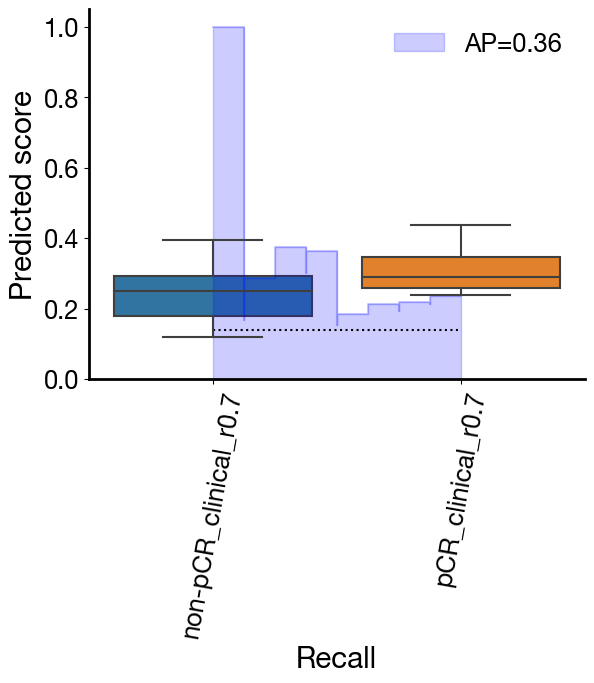 AP=0.36
Predicted score
1.0
0.8
0.6
0.4
0.2
0.0
non-pCR_clinical_r0.7
pCR_clinical_r0.7
Recall